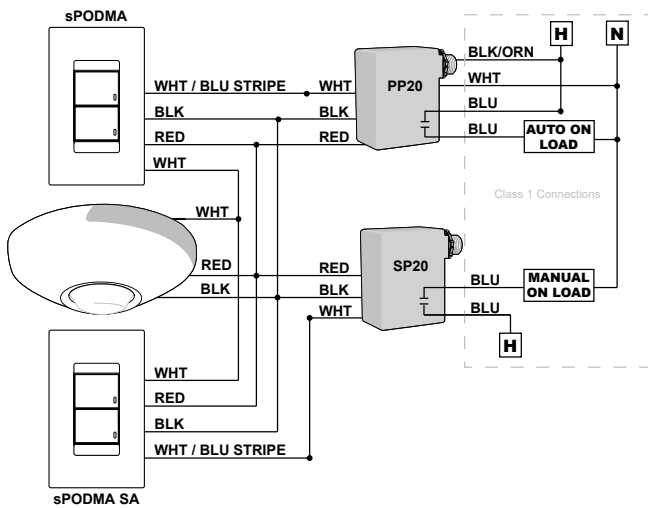 sPODMA
WHT / BLU STRIPE
BLK
RED
WHT
WHT
BLK
RED
PP20
BLK/ORN
WHT
BLU
BLU
H
N
AUTO ON
LOAD
Class 1 Connections
WHT
RED
BLK
RED
BLK
WHT
SP20
BLU
BLU
MANUAL
ON LOAD
H
WHT
RED
BLK
WHT / BLU STRIPE
sPODMA SA